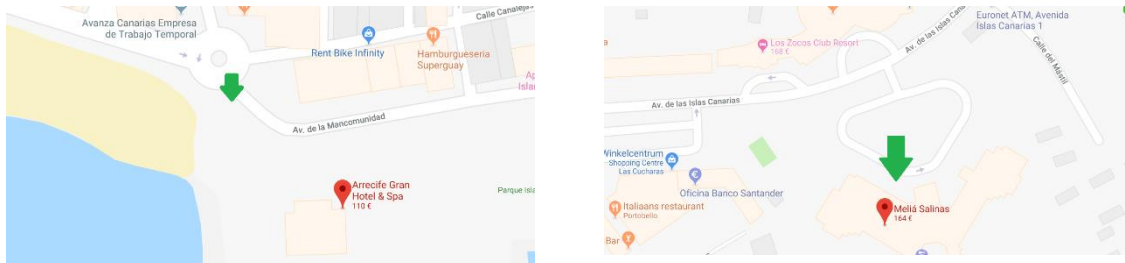 Calle Canalejas
Avanza Canarias Empresa
de Trabajo Temporal
Rent Bike Infinity
Hamburgueseria
Superguay
Av. de la Mancomunidad
Arrecife Gran
Hotel & Spa
110 €
Parque Isla
Euronet ATM, Avenida
Islas Canarias 1
Los Zocos Club Resort
168 €
Av. de las Islas Can
Calle del Mástil
Av. de las Islas Canarias
Winkelcentrum
Shopping Centre
Las Cucharas
Oficina Banco Santander
Italiaans restaurant
Portobello
Meliá Salinas
164 €
Bar